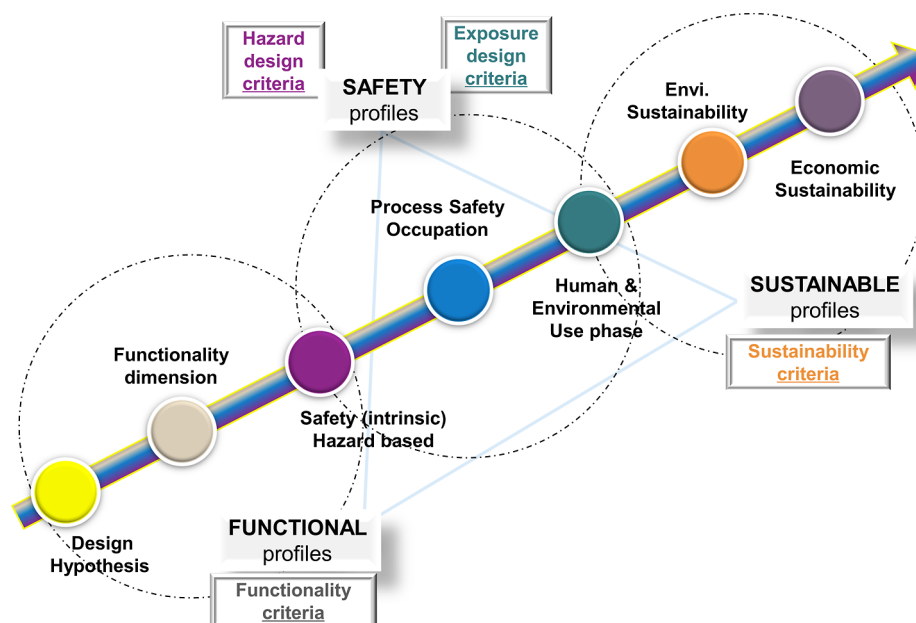 Hazard
design
criteria
Exposure
design
criteria
SAFETY
profiles
Envi.
Sustainability
Economic
Sustainability
Process Safety
Occupation
Human &
Environmental
Use phase
SUSTAINABLE
profiles
Sustainability
criteria
Functionality
dimension
Safety (intrinsic)
Hazard based
Design
Hypothesis
FUNCTIONAL
profiles
Functionality
criteria